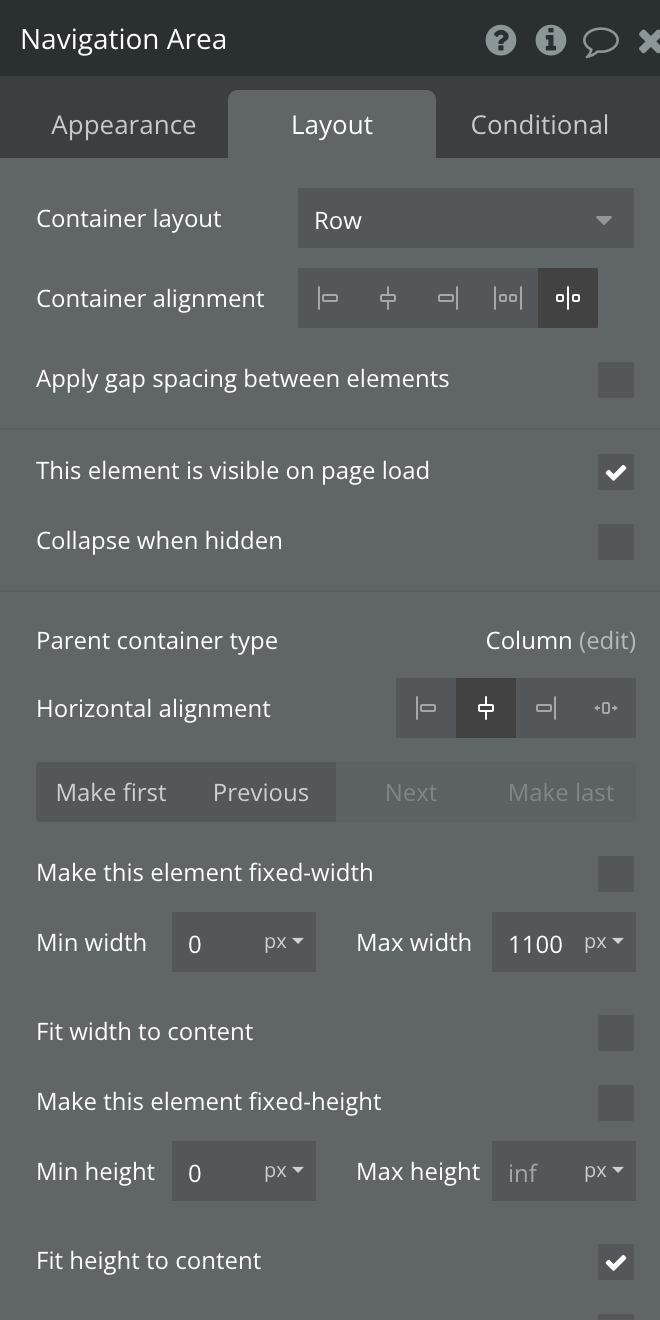 Navigation Area
Appearance Layout Conditional
Container layout Row
Container alignment
Apply gap spacing between elements
This element is visible on page load
Collapse when hidden
Parent container type Column (edit)
Horizontal alignment
Make first Previous Next Make last
Make this element fixed-width
Min width 0 px Max width 1100 px
Fit width to content
Make this element fixed-height
Min height 0 px Max height inf px
Fit height to content